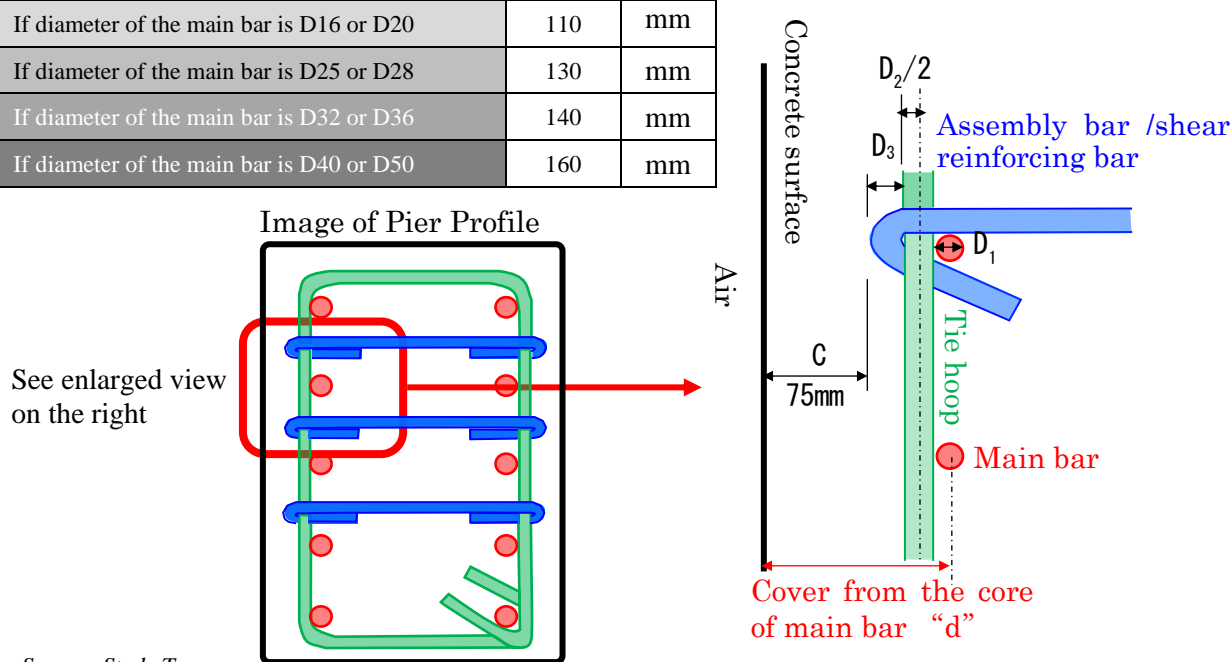 If diameter of the main bar is D16 or D20 110 mm
If diameter of the main bar is D25 or D28 130 mm
If diameter of the main bar is D32 or D36 140 mm
If diameter of the main bar is D40 or D50 160 mm
Image of Pier Profile
See enlarged view
on the right
Concrete surface
Air
D₂/2
D₃
Assembly bar /shear
reinforcing bar
D₁
C
75mm
Tie hoop
Main bar
Cover from the core
of main bar “d”